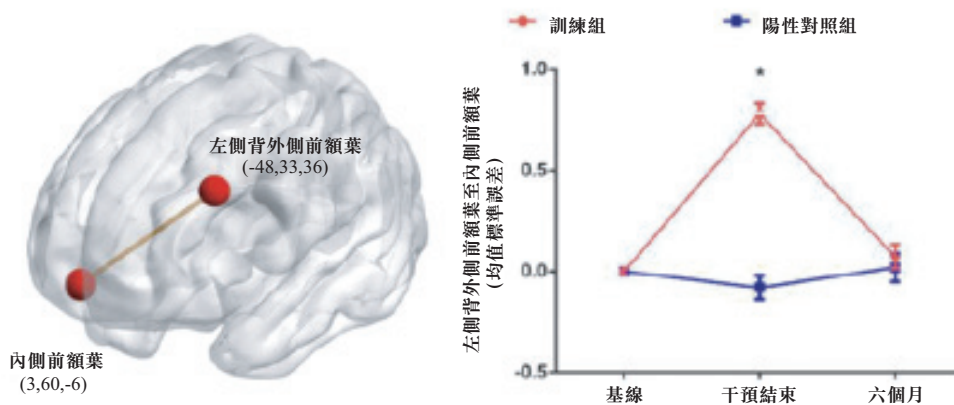 左側背外側前額葉
(-48,33,36)
內側前額葉
(3,60,-6)
訓練組
陽性對照組
左側背外側前額葉至內側前額葉
(均值標準誤差)
1.0
*
0.5
0.0
-0.5
基線
干預結束
六個月